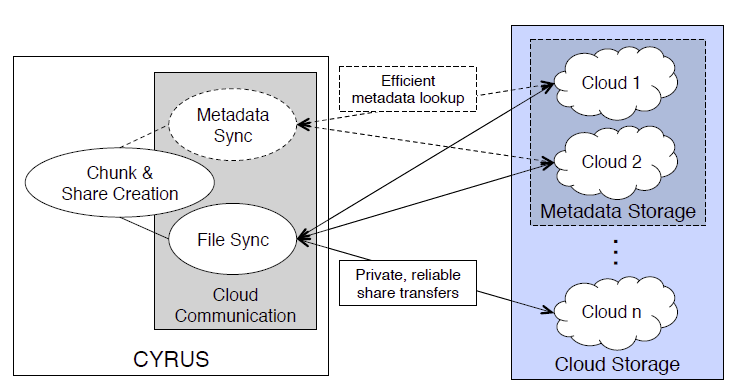 Efficient
metadata lookup
Cloud 1
Metadata
Sync
Cloud 2
Chunk &
Share Creation
Metadata Storage
File Sync
Private, reliable
share transfers
Cloud
Communication
Cloud n
CYRUS
Cloud Storage